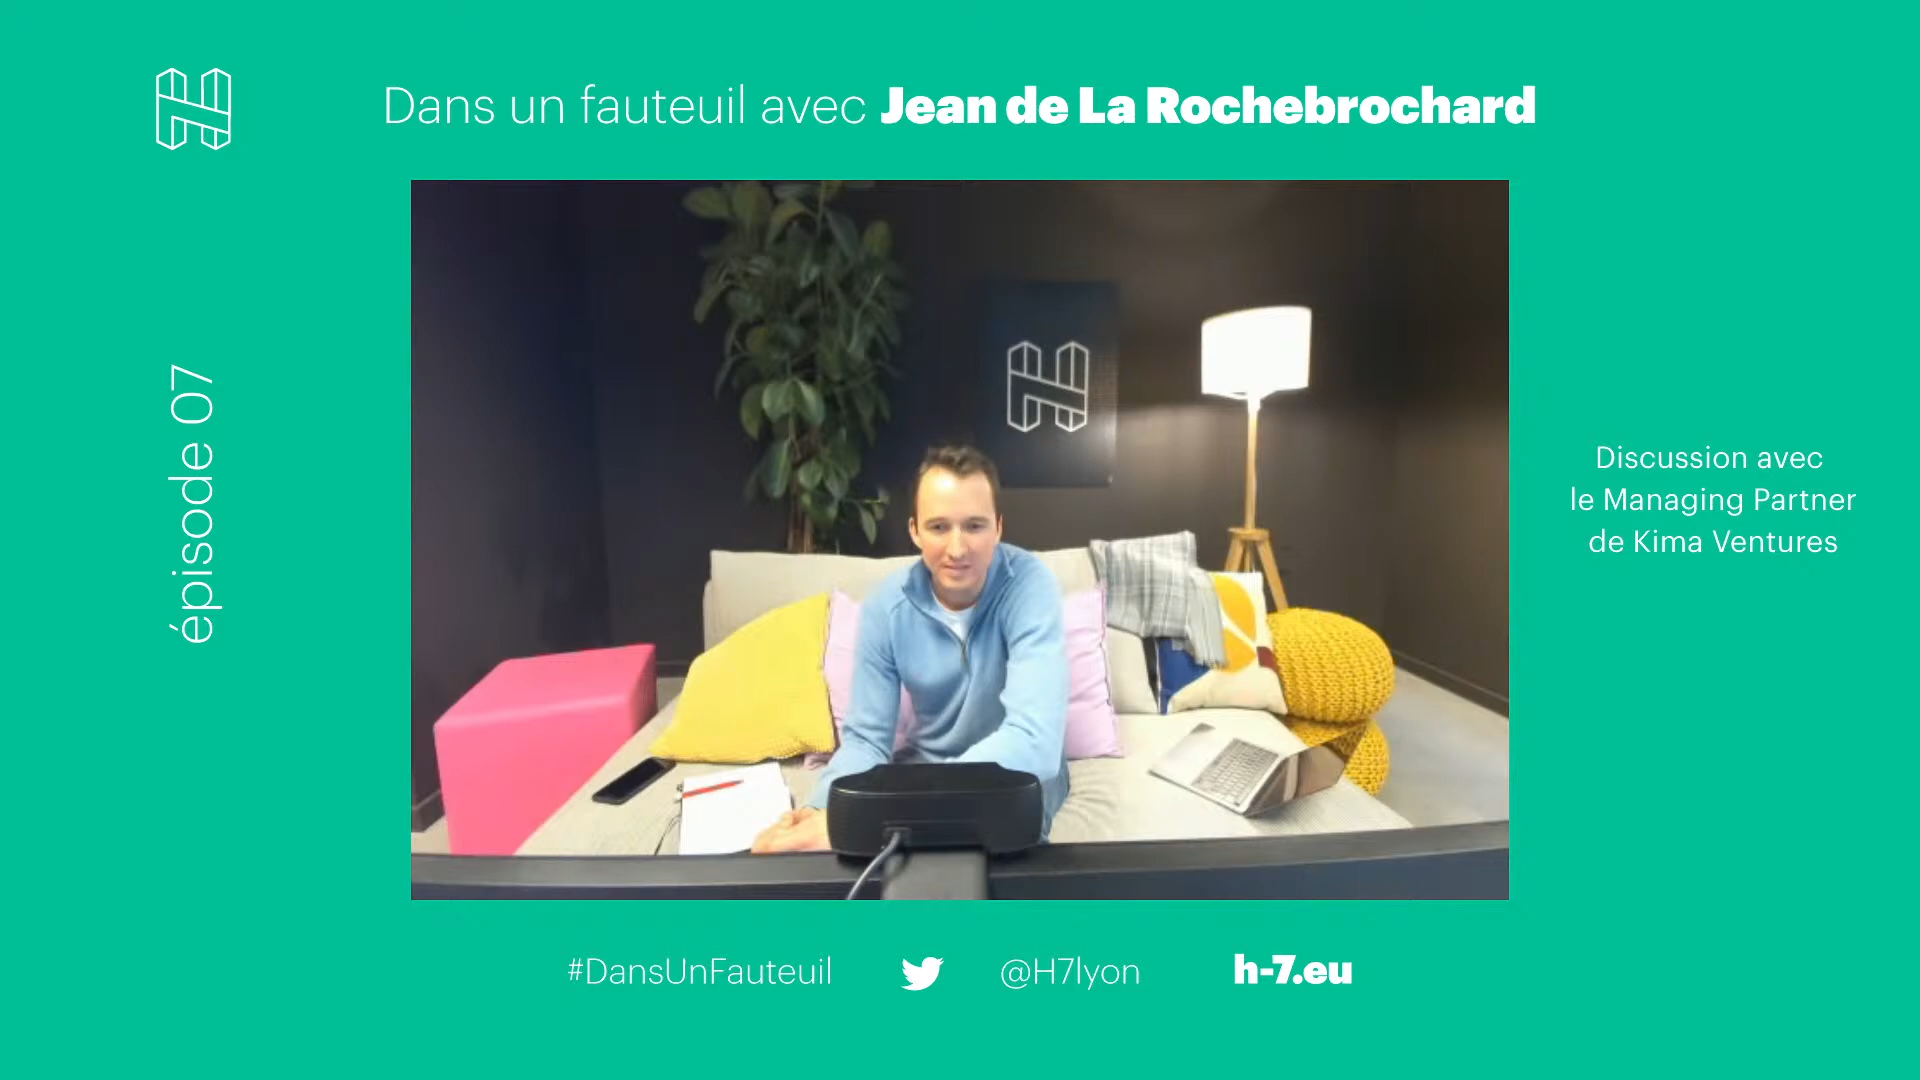 Dans un fauteuil avec Jean de La Rochebrochard
épisode 07
Discussion avec
le Managing Partner
de Kima Ventures
#DansUnFauteuil
@H7lyon
h-7.eu